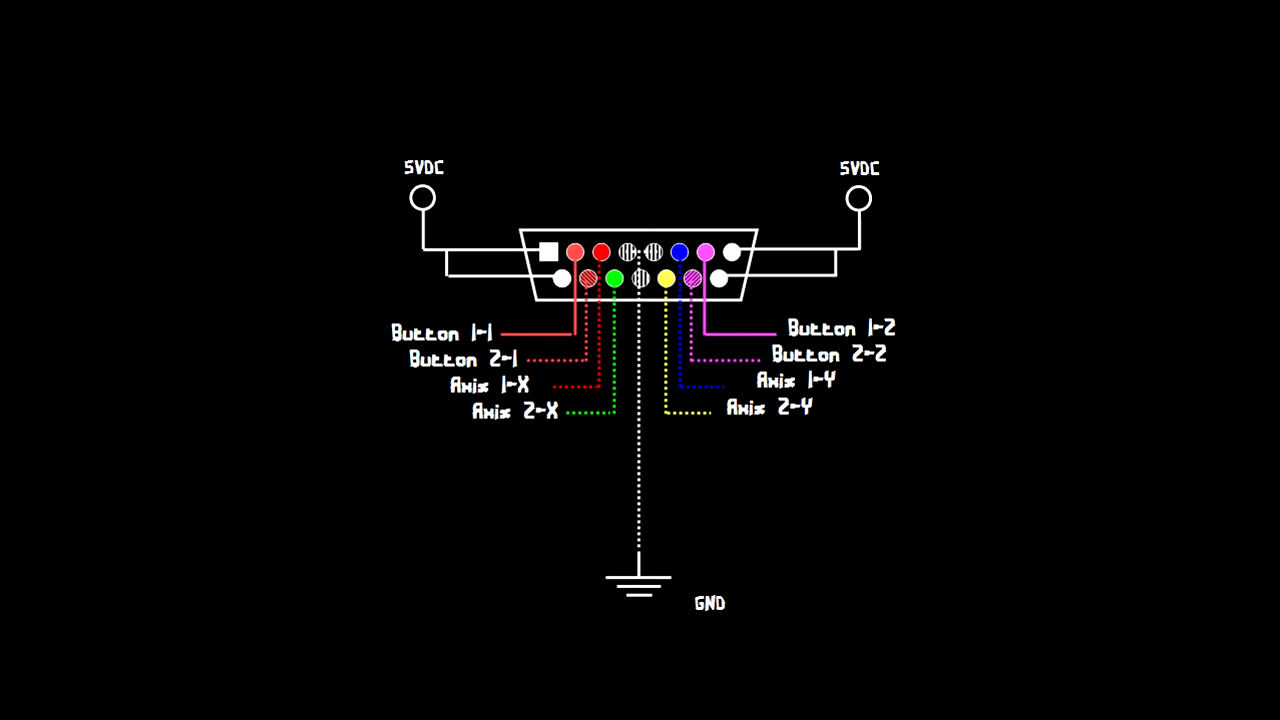 5VDC
5VDC
Button 1-1
Button 1-2
Button 2-1
Button 2-2
Axis 1-X
Axis 1-Y
Axis 2-X
Axis 2-Y
GND